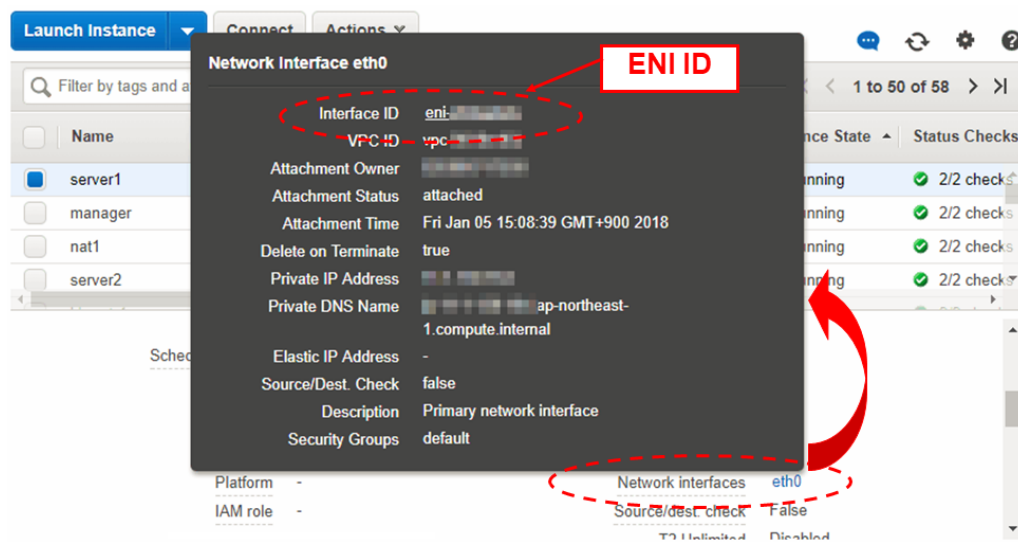 Launch Instance
Connect
Actions
Filter by tags and a
1 to 50 of 58
Name
nce State
Status Checks
server1
nning
2/2 checks
manager
nning
2/2 checks
nat1
nning
2/2 checks
server2
nning
2/2 checks
Network Interface eth0
ENI ID
Interface ID eni-
VPC ID vpc
Attachment Owner
Attachment Status attached
Attachment Time Fri Jan 05 15:08:39 GMT+900 2018
Delete on Terminate true
Private IP Address
Private DNS Name ap-northeast-
1.compute.internal
Elastic IP Address -
Source/Dest. Check false
Description Primary network interface
Security Groups default
Sched
Platform -
Network interfaces eth0
IAM role -
Source/dest. check False
T2 Unlimited Disabled